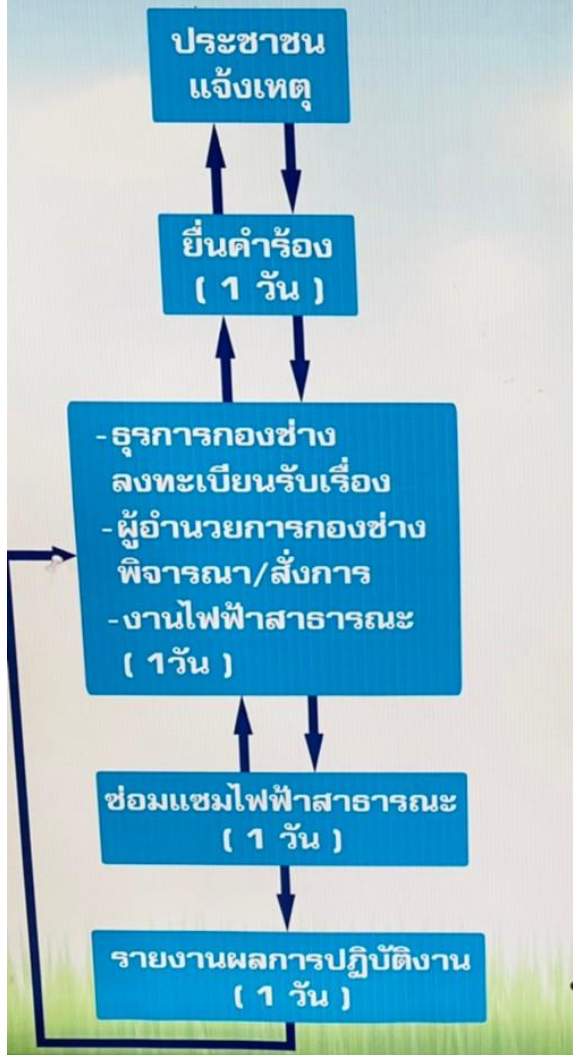 ประชาชน
แจ้งเหตุ
ยื่นคำร้อง
( 1 วัน )
-ธุรการกองช่าง
ลงทะเบียนรับเรื่อง
-ผู้อำนวยการกองช่าง
พิจารณา/สั่งการ
-งานไฟฟ้าสาธารณะ
( 1วัน )
ซ่อมแซมไฟฟ้าสาธารณะ
( 1 วัน )
รายงานผลการปฏิบัติงาน
( 1 วัน )